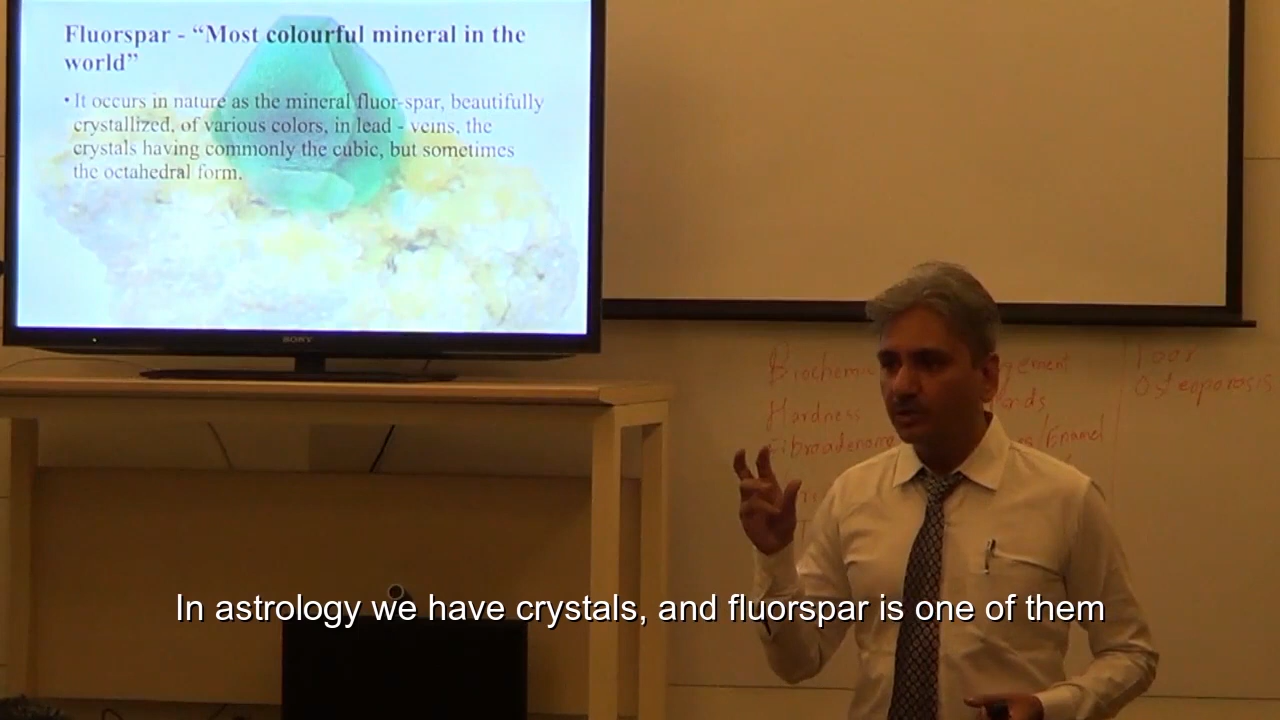 Fluorspar - “Most colourful mineral in the
world”
• It occurs in nature as the mineral fluor-spar, beautifully
crystallized, of various colors, in lead - veins, the
crystals having commonly the cubic, but sometimes
the octahedral form.
SONY
Hardness
Enamel
Osteoporosis
In astrology we have crystals, and fluorspar is one of them